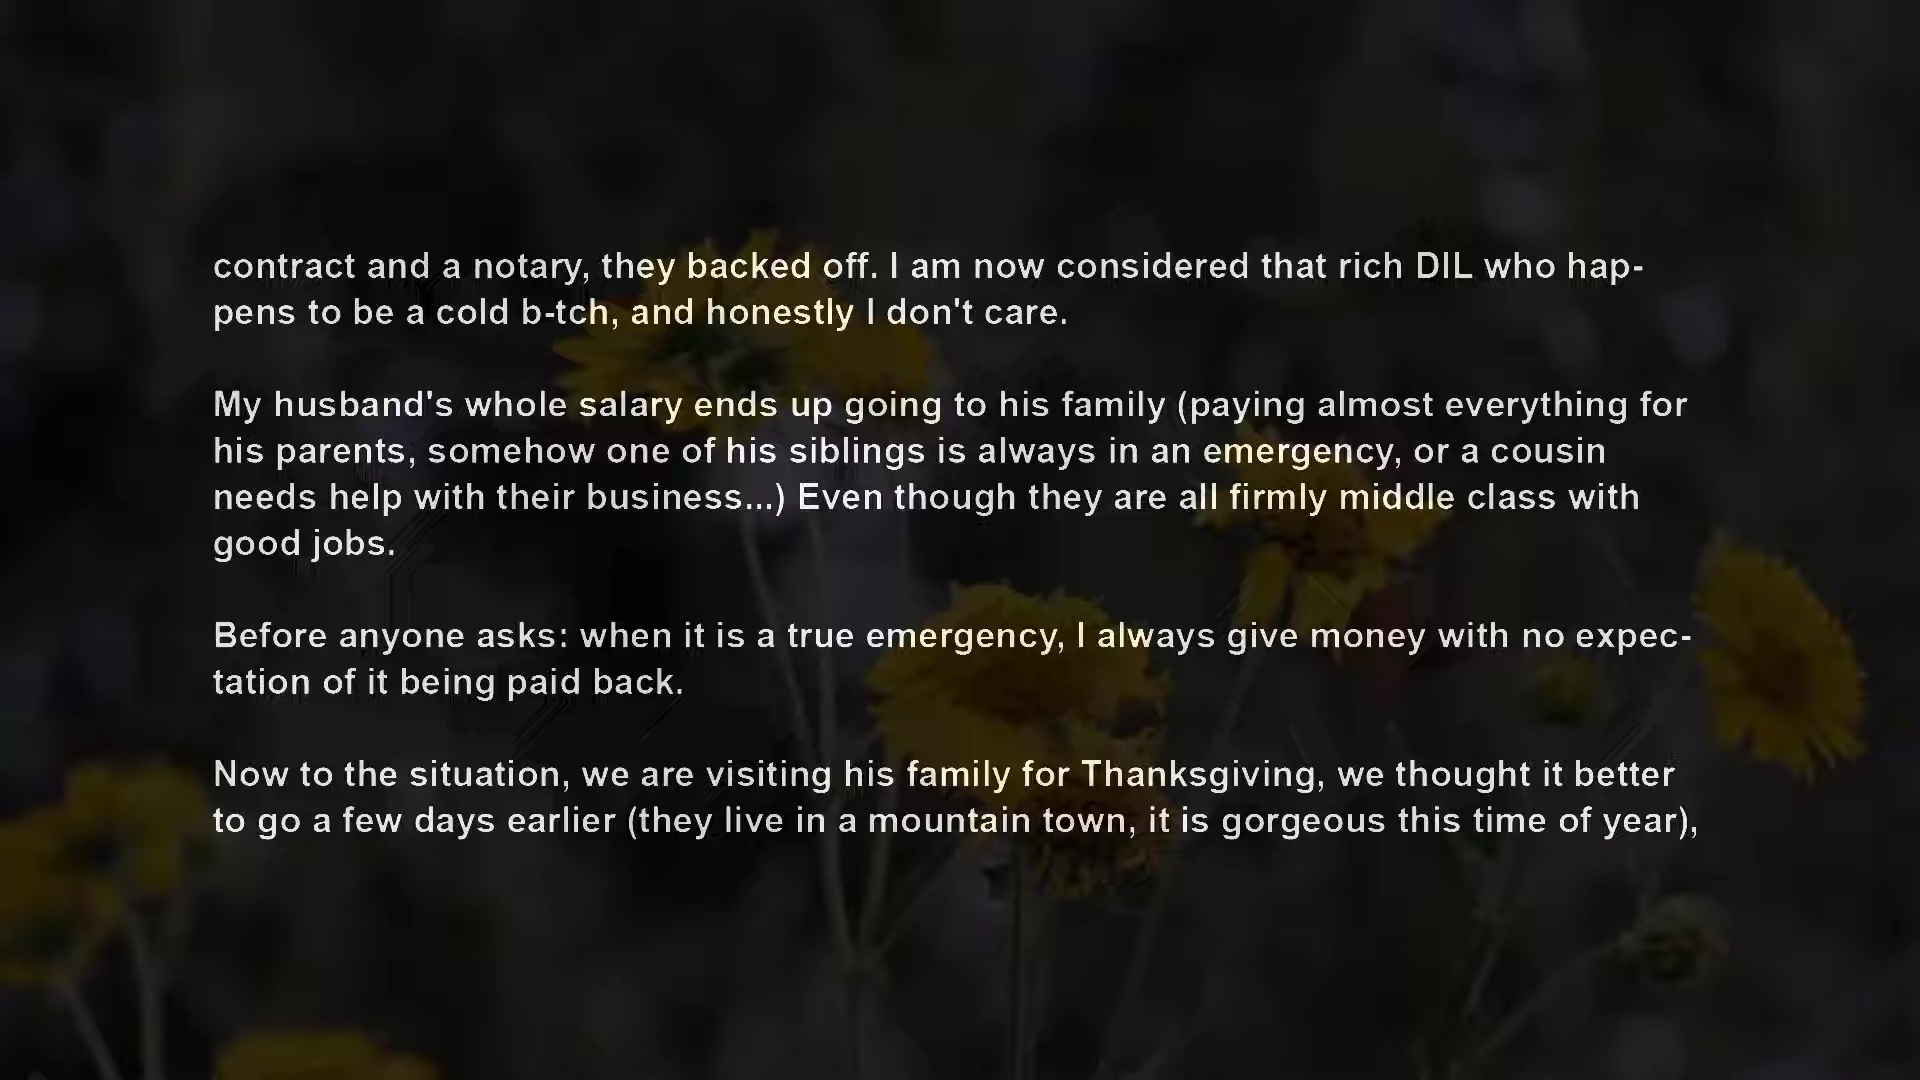 contract and a notary, they backed off. I am now considered that rich DIL who hap-
pens to be a cold b-tch, and honestly I don't care.
My husband's whole salary ends up going to his family (paying almost everything for
his parents, somehow one of his siblings is always in an emergency, or a cousin
needs help with their business...) Even though they are all firmly middle class with
good jobs.
Before anyone asks: when it is a true emergency, I always give money with no expec-
tation of it being paid back.
Now to the situation, we are visiting his family for Thanksgiving, we thought it better
to go a few days earlier (they live in a mountain town, it is gorgeous this time of year),